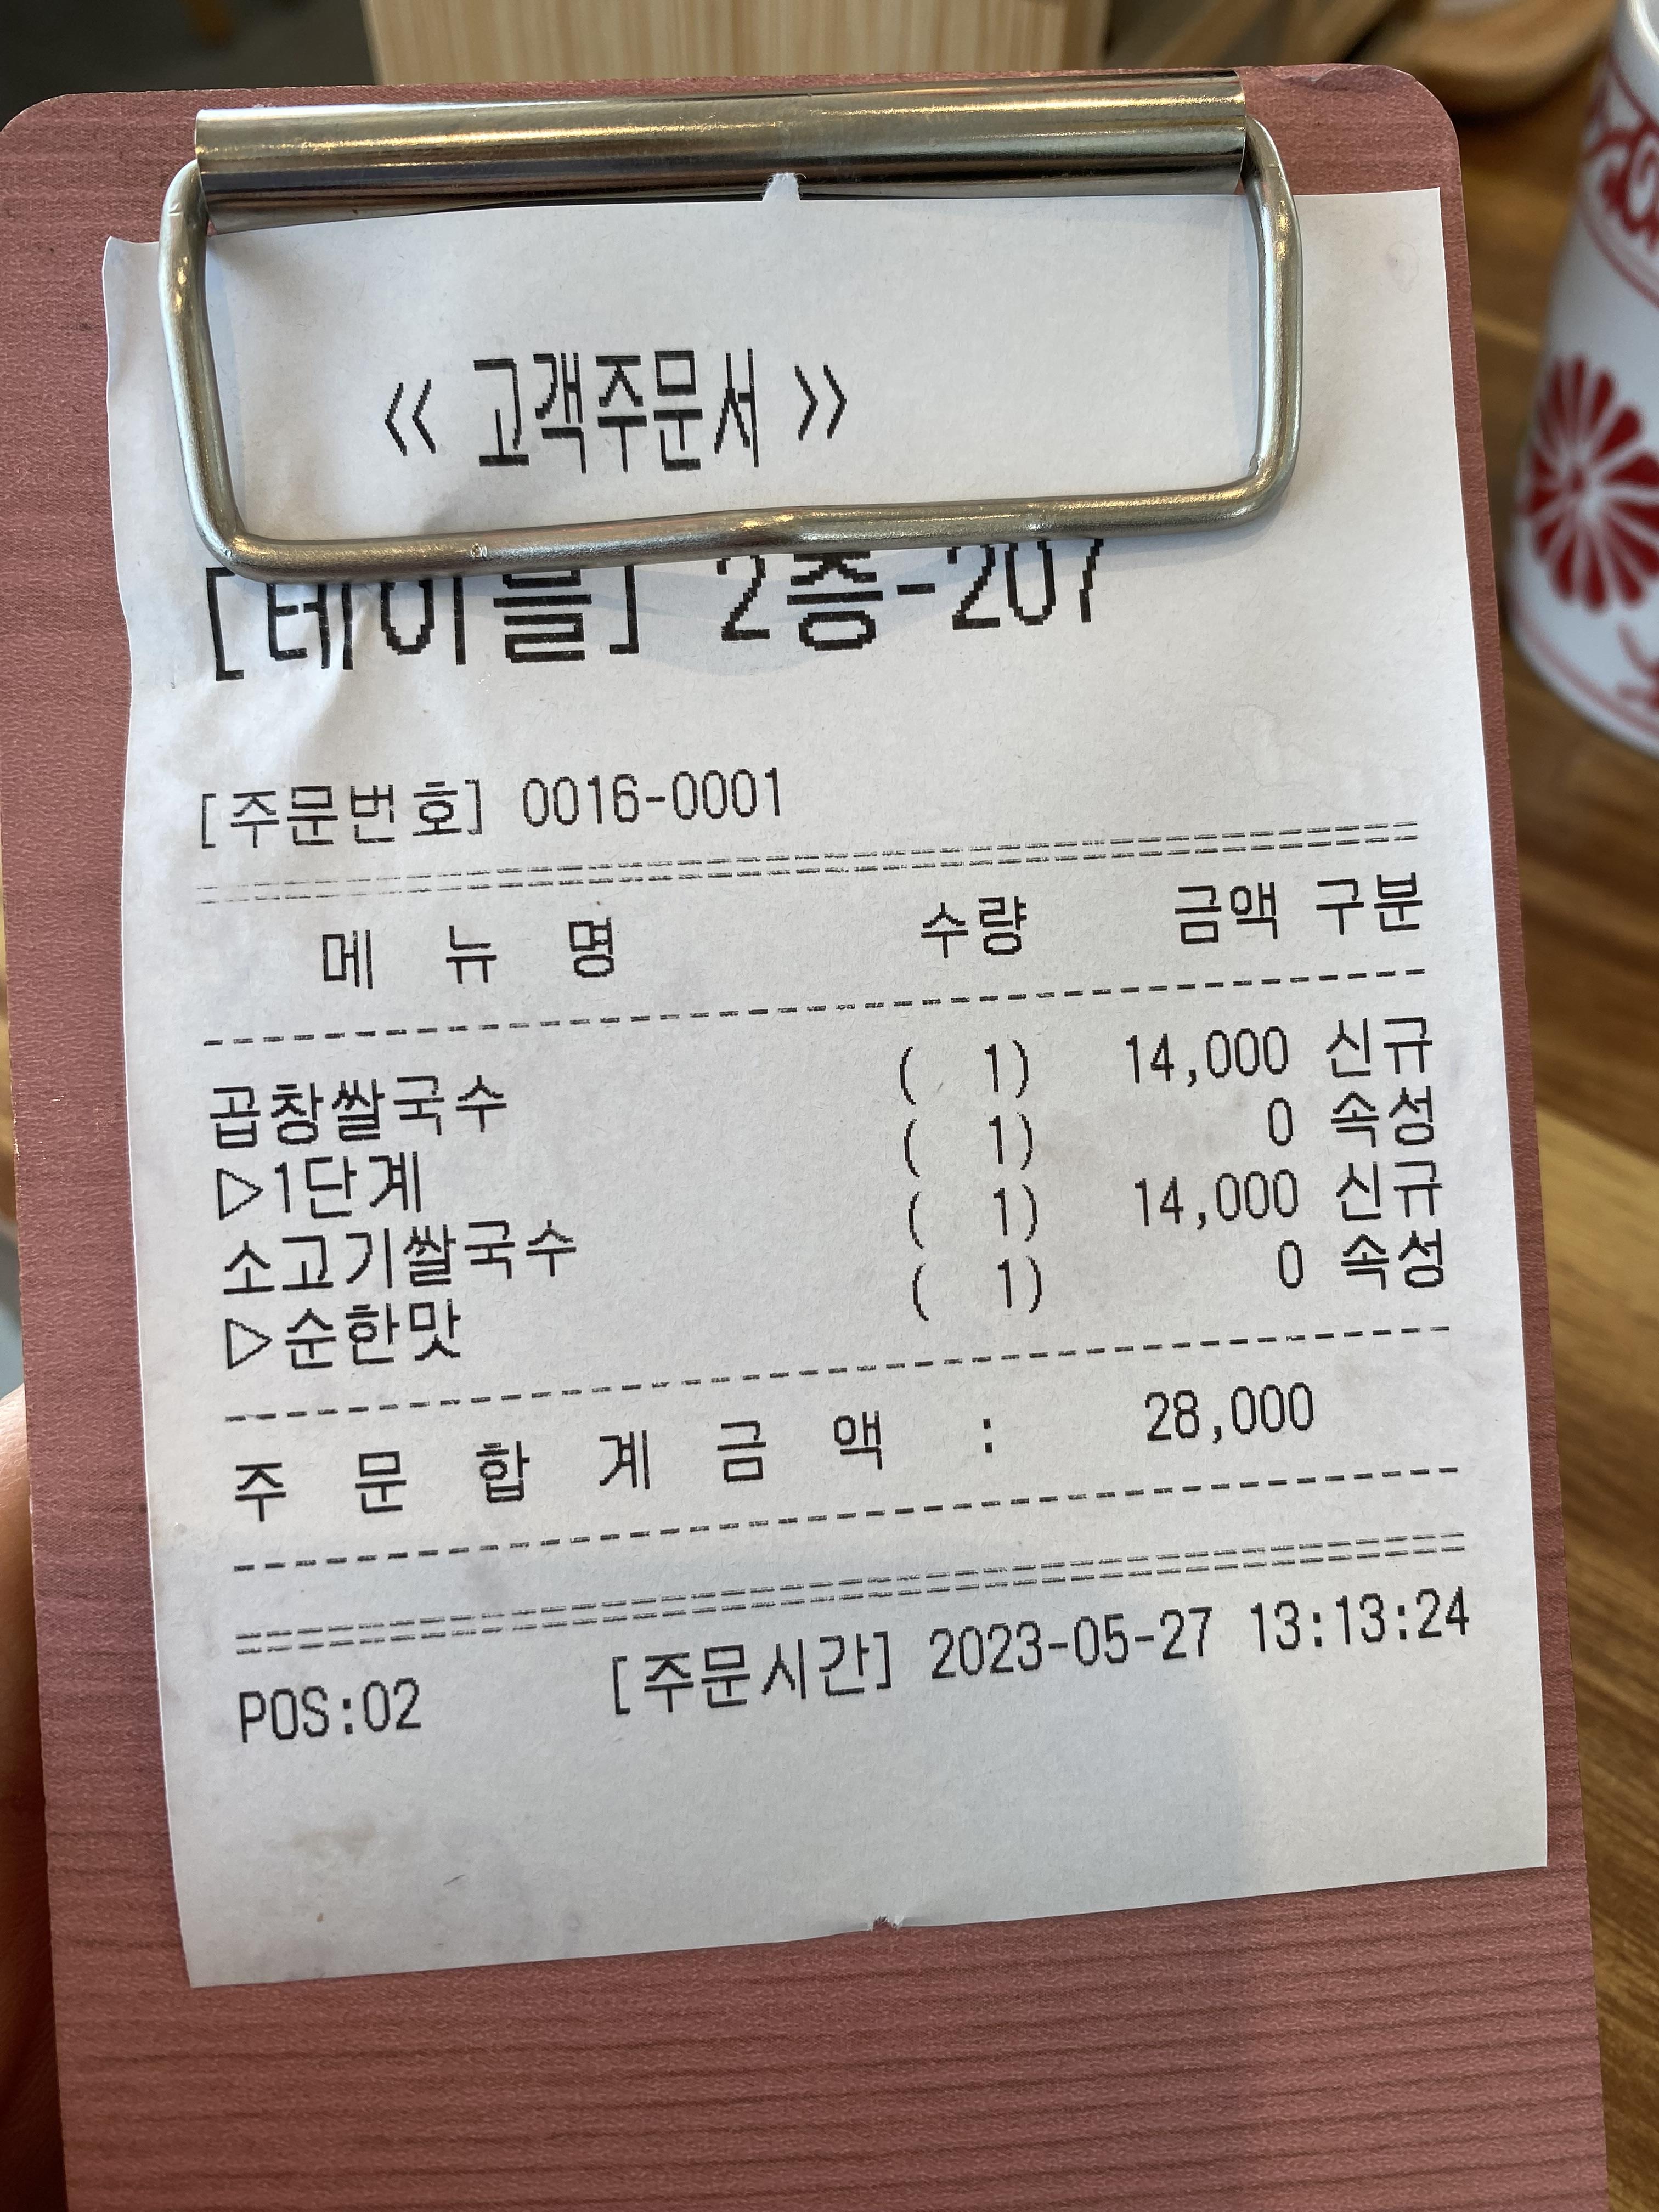 《 고객주문서 》
[테이블] 2층-207
[주문번호] 0016-0001
메 뉴 명 수량 금액 구분
곱창쌀국수 ( 1) 14,000 신규
▷1단계 ( 1) 0 속성
소고기쌀국수 ( 1) 14,000 신규
▷순한맛 ( 1) 0 속성
주 문 합 계 금 액 : 28,000
POS:02 [주문시간] 2023-05-27 13:13:24